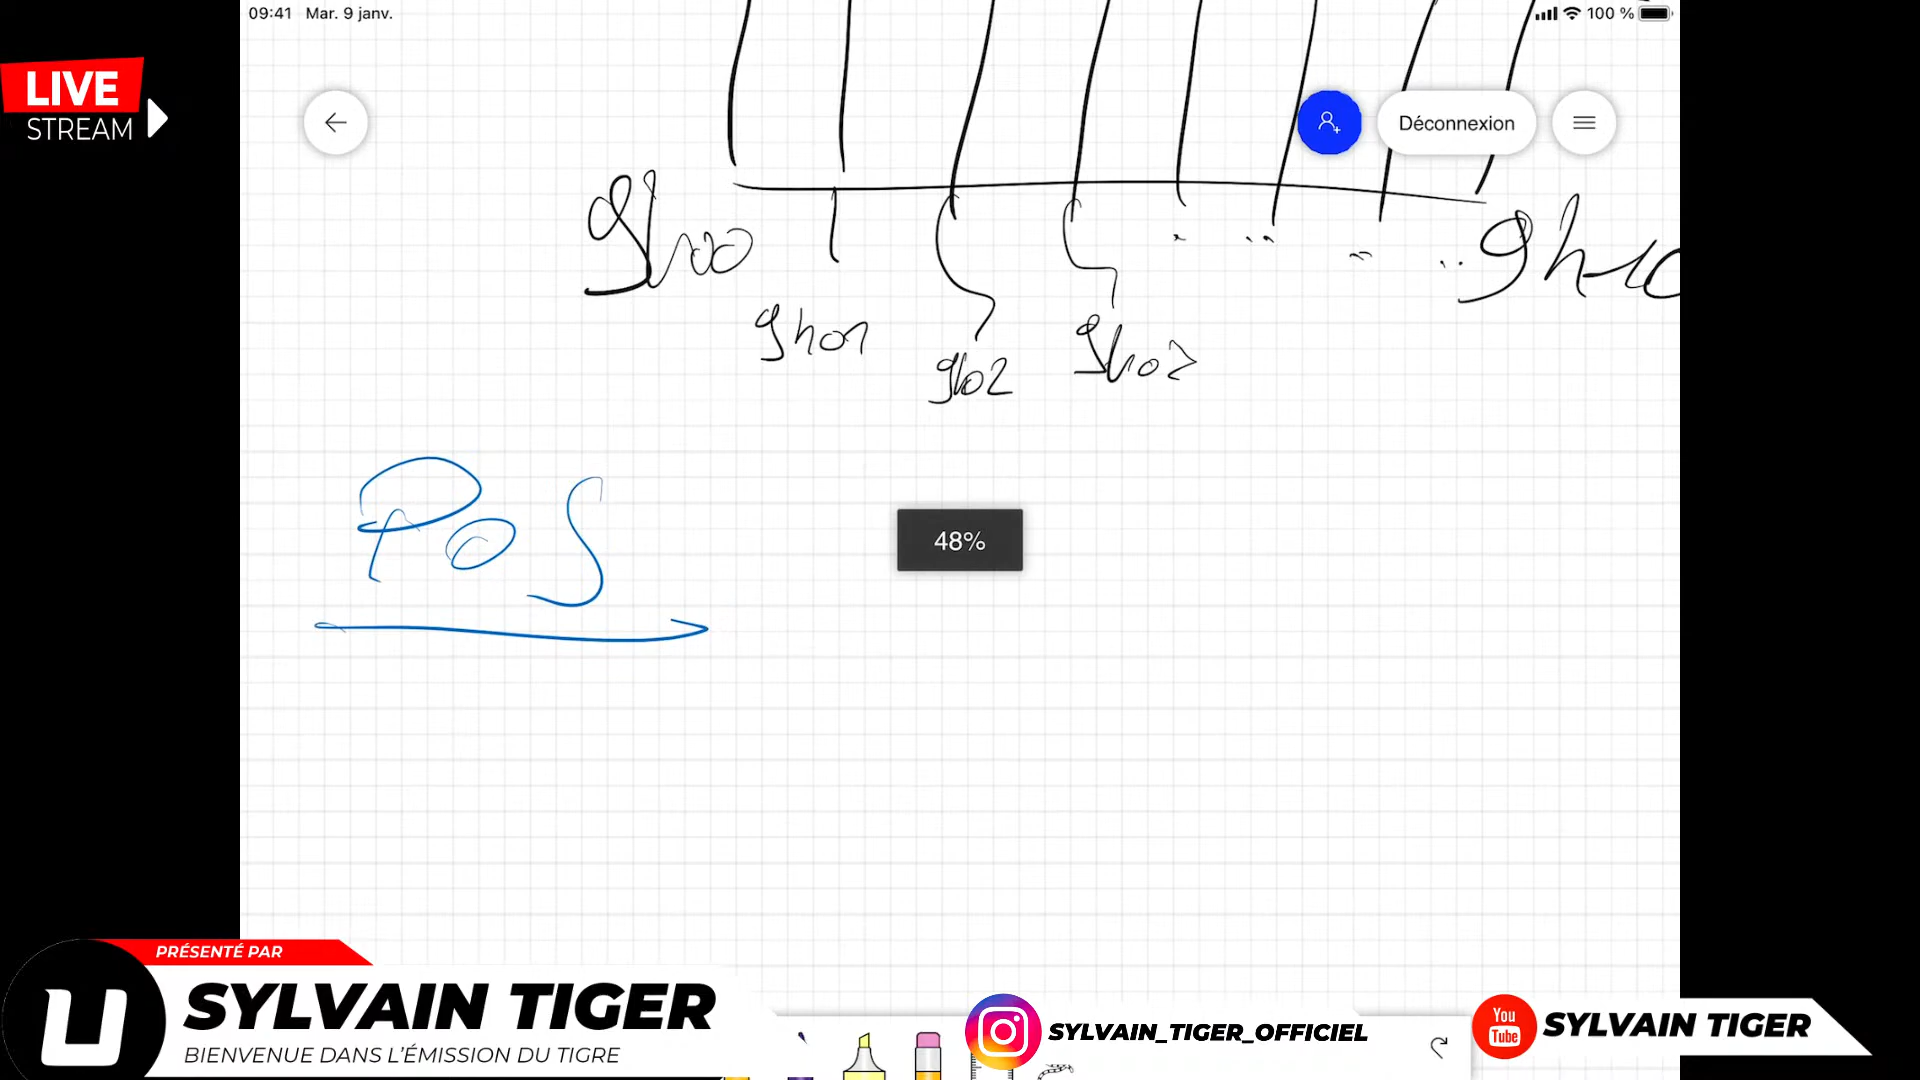 09:41 Mar. 9 janv.
100 %
LIVE
STREAM
Déconnexion
9h00
9h10
9h01
9h02
PoS
48%
PRÉSENTÉ PAR
SYLVAIN TIGER
BIENVENUE DANS L'ÉMISSION DU TIGRE
SYLVAIN_TIGER_OFFICIEL
You
Tube
SYLVAIN TIGER